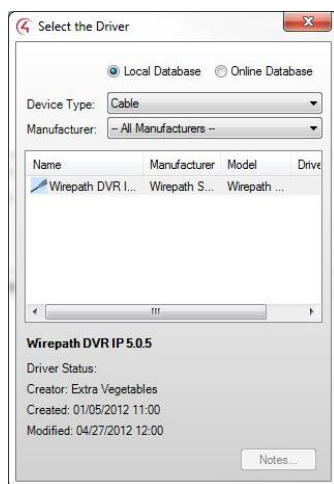 Select the Driver
Local Database Online Database
Device Type: Cable
Manufacturer: -- All Manufacturers --
Name Manufacturer Model Drive
Wirepath DVR I... Wirepath S... Wirepath ...
Wirepath DVR IP 5.0.5
Driver Status:
Creator: Extra Vegetables
Created: 01/05/2012 11:00
Modified: 04/27/2012 12:00
Notes...